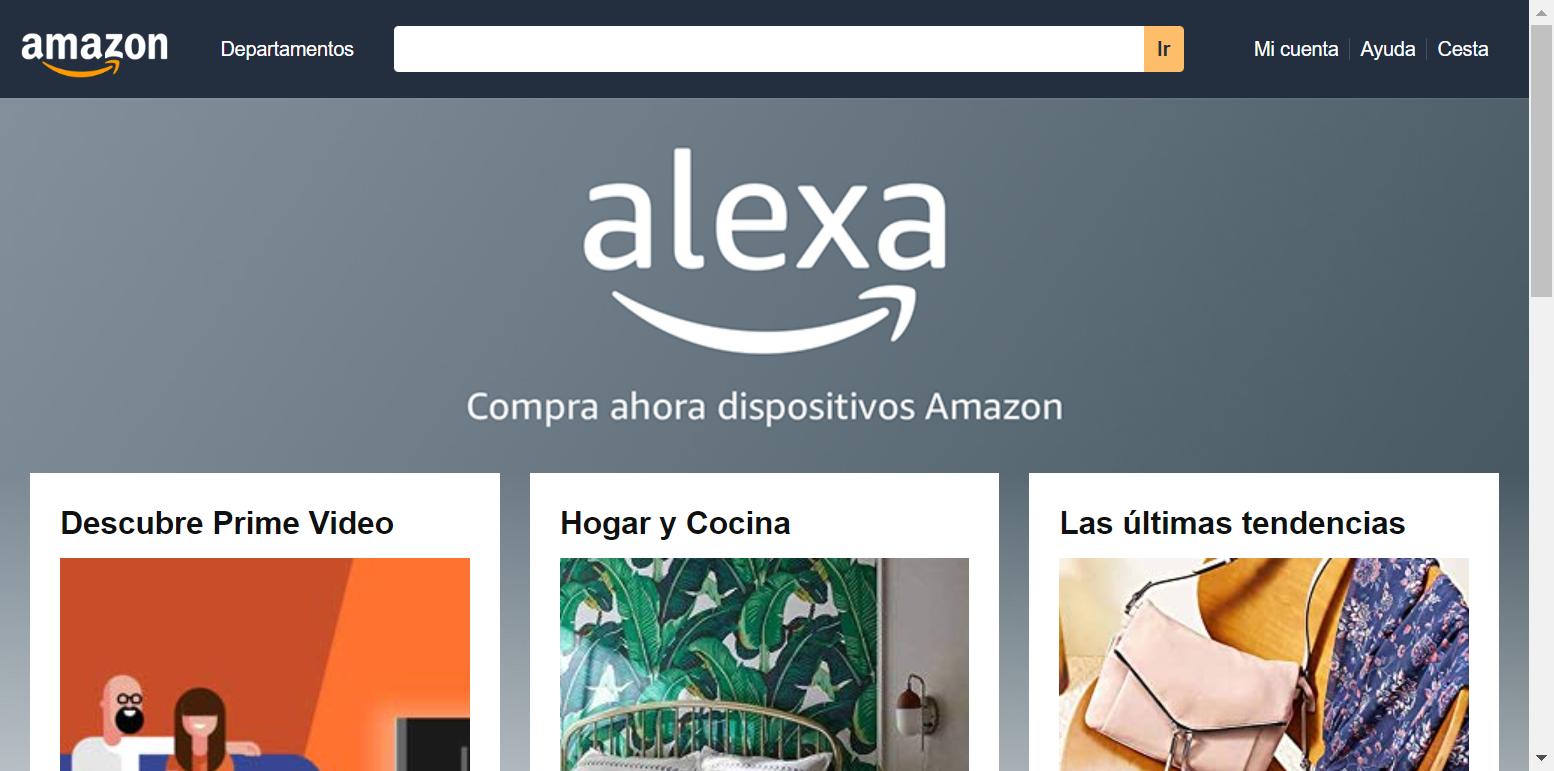 amazon
Departamentos
Ir
Mi cuenta
Ayuda
Cesta
alexa
Compra ahora dispositivos Amazon
Descubre Prime Video
Hogar y Cocina
Las últimas tendencias